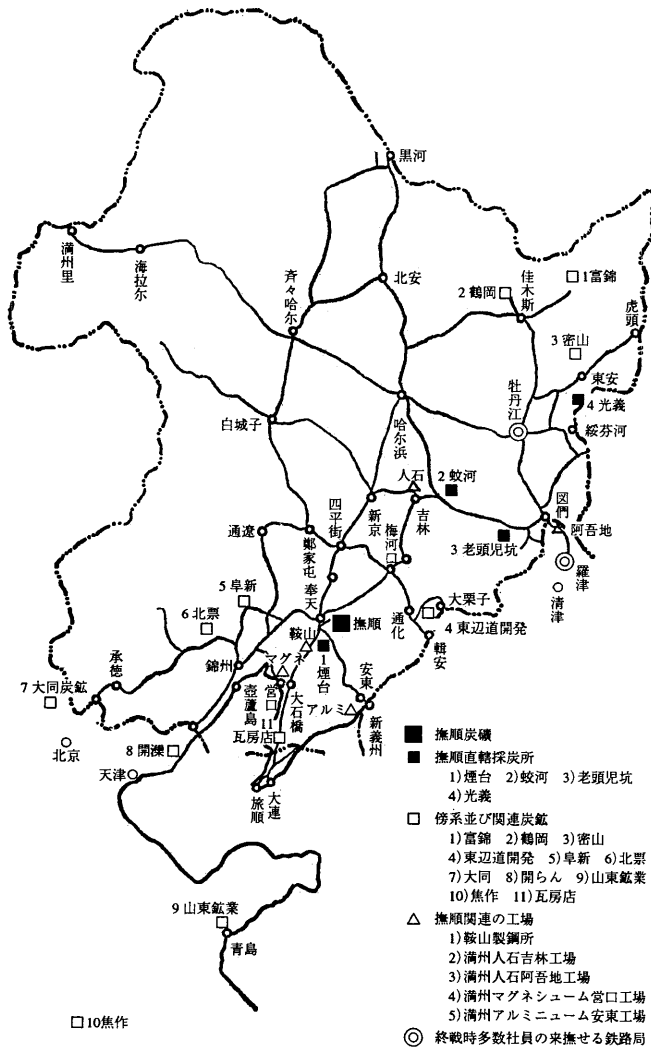 黒河
満州里
海拉尔
斉々哈尔
北安
2 鶴岡
佳木斯
1富錦
虎頭
3 密山
東安
4 光義
綏芬河
牡丹江
白城子
哈尔浜
人石
2 蛟河
吉林
新京
四平街
梅河口
図們
阿吾地
3 老頭児坑
羅津
清津
通遼
鄭家屯
奉天
5 阜新
6 北票
鞍山
撫順
通化
大栗子
4 東辺道開発
輯安
1煙台
マグネ
錦州
承徳
7 大同炭鉱
北京
天津
8 開灤
壺蘆島
営口
大石橋
11
瓦房店
アルミ
安東
新義州
旅順
大連
9 山東鉱業
青島
10焦作
撫順炭礦
撫順直轄採炭所
1)煙台 2)蛟河 3)老頭児坑
4)光義
傍系並び関連炭鉱
1)富錦 2)鶴岡 3)密山
4)東辺道開発 5)阜新 6)北票
7)大同 8)開らん 9)山東鉱業
10)焦作 11)瓦房店
撫順関連の工場
1)鞍山製鋼所
2)満州人石吉林工場
3)満州人石阿吾地工場
4)満州マグネシューム営口工場
5)満州アルミニューム安東工場
終戦時多数社員の来撫せる鉄路局